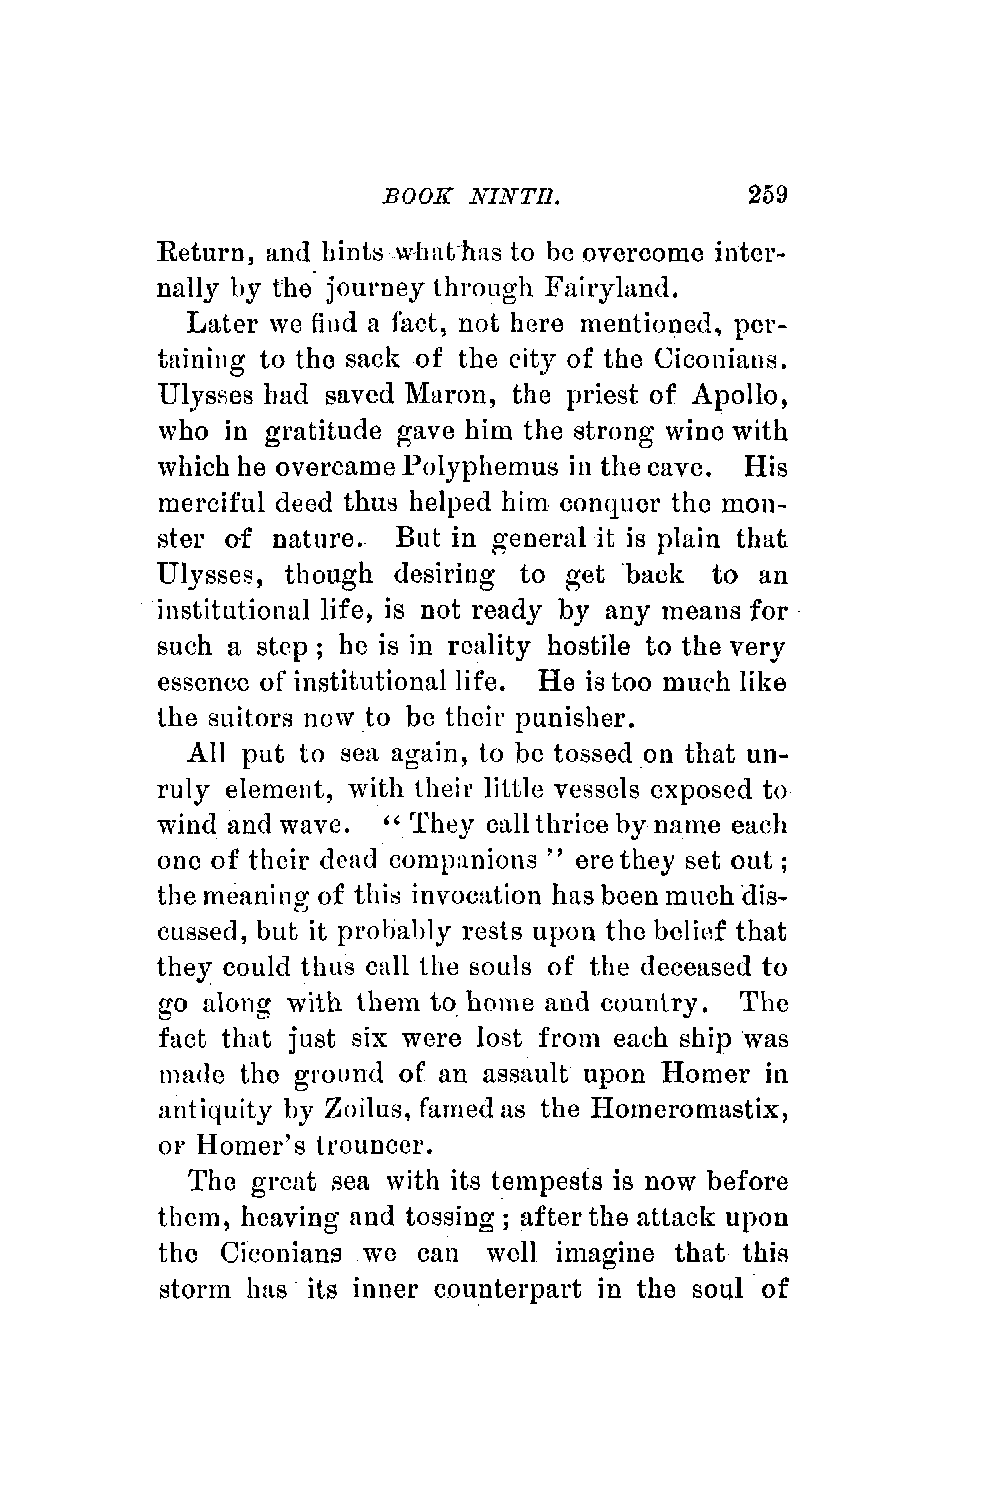 BOOK NINTH. 259
Return, and hints what has to be overcome inter-
nally by the journey through Fairyland.
Later we find a fact, not here mentioned, per-
taining to the sack of the city of the Ciconians.
Ulysses had saved Maron, the priest of Apollo,
who in gratitude gave him the strong wine with
which he overcame Polyphemus in the cave. His
merciful deed thus helped him conquer the mon-
ster of nature. But in general it is plain that
Ulysses, though desiring to get back to an
institutional life, is not ready by any means for
such a step; he is in reality hostile to the very
essence of institutional life. He is too much like
the suitors now to be their punisher.
All put to sea again, to be tossed on that un-
ruly element, with their little vessels exposed to
wind and wave. "They call thrice by name each
one of their dead companions" ere they set out;
the meaning of this invocation has been much dis-
cussed, but it probably rests upon the belief that
they could thus call the souls of the deceased to
go along with them to home and country. The
fact that just six were lost from each ship was
made the ground of an assault upon Homer in
antiquity by Zoilus, famed as the Homeromastix,
or Homer's trouncer.
The great sea with its tempests is now before
them, heaving and tossing; after the attack upon
the Ciconians we can well imagine that this
storm has its inner counterpart in the soul of